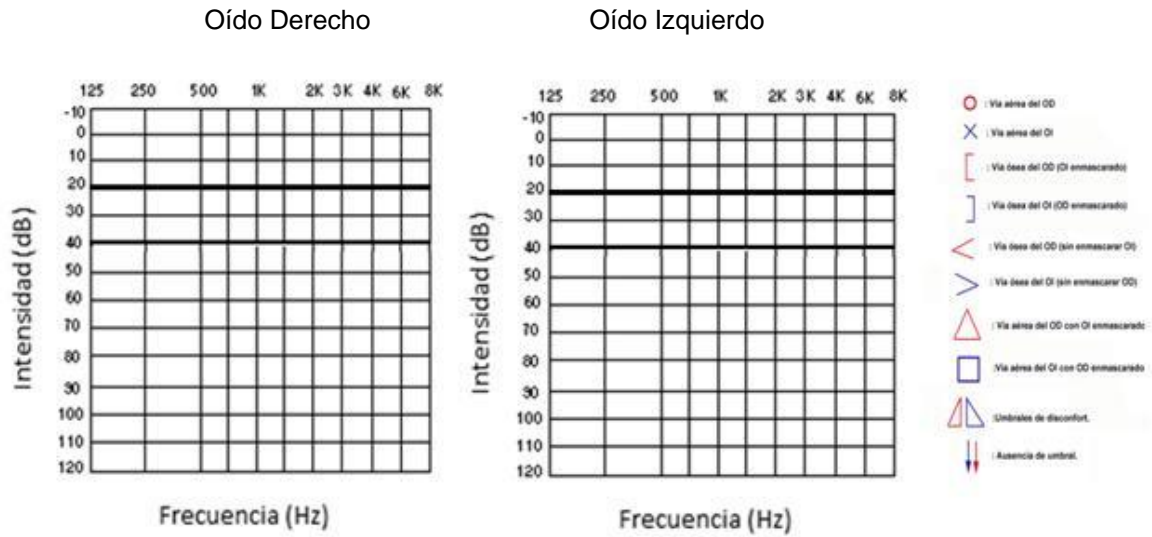 Oído Derecho
Oído Izquierdo
125 250 500 1K 2K 3K 4K 6K 8K
-10
0
10
20
30
40
50
60
70
80
30
100
110
120
Intensidad (dB)
Frecuencia (Hz)
125 250 500 1K 2K 3K 4K 6K 8K
-10
0
10
20
30
40
50
60
70
80
30
100
110
120
Intensidad (dB)
Frecuencia (Hz)
: Vía aérea del OD
: Vía aérea del OI
: Vía ósea del OD (OI enmascarado)
: Vía ósea del OI (OD enmascarado)
: Vía ósea del OD (sin enmascarar OI)
: Vía ósea del OI (sin enmascarar OD)
: Vía aérea del OD con OI enmascarado
:Vía aérea del OI con OD enmascarado
:Umbrales de disconfort.
: Ausencia de umbral.